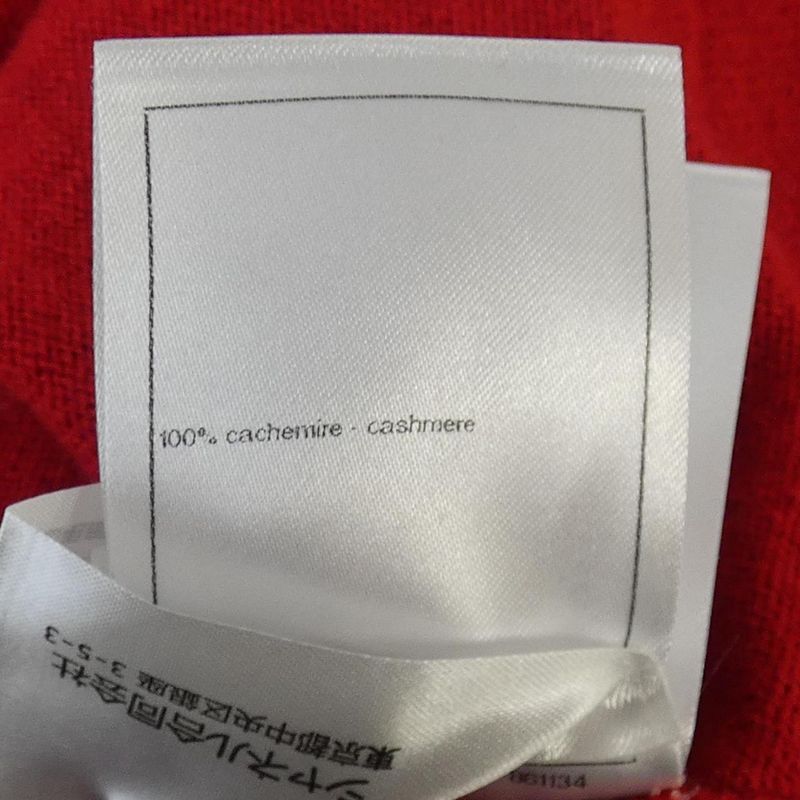 100% cachemire - cashmere
シャネル合同会社
東京都中央区銀座 3-5-3